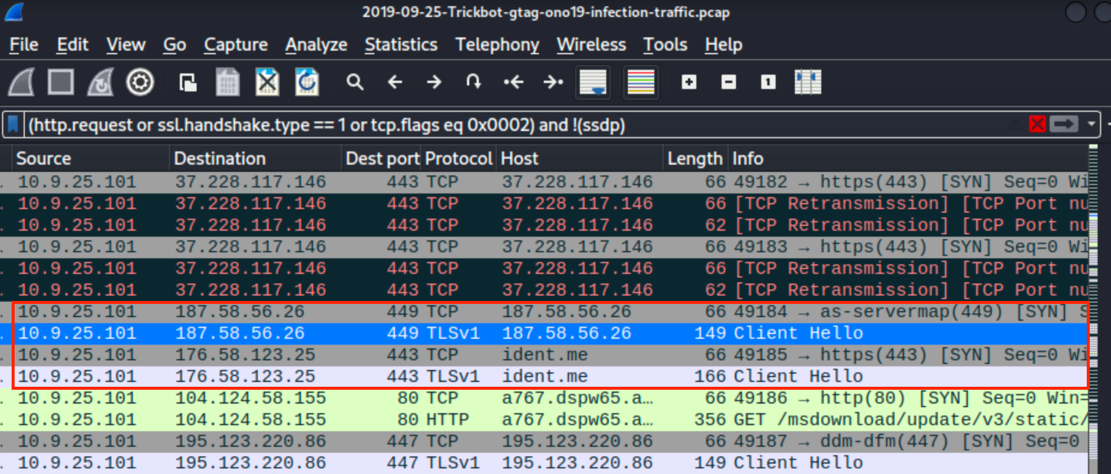 2019-09-25-Trickbot-gtag-ono19-infection-traffic.pcap
File Edit View Go Capture Analyze Statistics Telephony Wireless Tools Help
(http.request or ssl.handshake.type == 1 or tcp.flags eq 0x0002) and !(ssdp)
Source Destination Dest port Protocol Host Length Info
10.9.25.101 37.228.117.146 443 TCP 37.228.117.146 66 49182 → https(443) [SYN] Seq=0 Wi
10.9.25.101 37.228.117.146 443 TCP 37.228.117.146 66 [TCP Retransmission] [TCP Port nu
10.9.25.101 37.228.117.146 443 TCP 37.228.117.146 62 [TCP Retransmission] [TCP Port nu
10.9.25.101 37.228.117.146 443 TCP 37.228.117.146 66 49183 → https(443) [SYN] Seq=0 Wi
10.9.25.101 37.228.117.146 443 TCP 37.228.117.146 66 [TCP Retransmission] [TCP Port nu
10.9.25.101 37.228.117.146 443 TCP 37.228.117.146 62 [TCP Retransmission] [TCP Port nu
10.9.25.101 187.58.56.26 449 TCP 187.58.56.26 66 49184 → as-servermap(449) [SYN] S
10.9.25.101 187.58.56.26 449 TLSv1 187.58.56.26 149 Client Hello
10.9.25.101 176.58.123.25 443 TCP ident.me 66 49185 → https(443) [SYN] Seq=0 Wi
10.9.25.101 176.58.123.25 443 TLSv1 ident.me 166 Client Hello
10.9.25.101 104.124.58.155 80 TCP a767.dspw65.a… 66 49186 → http(80) [SYN] Seq=0 Win=
10.9.25.101 104.124.58.155 80 HTTP a767.dspw65.a… 356 GET /msdownload/update/v3/static/
10.9.25.101 195.123.220.86 447 TCP 195.123.220.86 66 49187 → ddm-dfm(447) [SYN] Seq=0
10.9.25.101 195.123.220.86 447 TLSv1 195.123.220.86 149 Client Hello